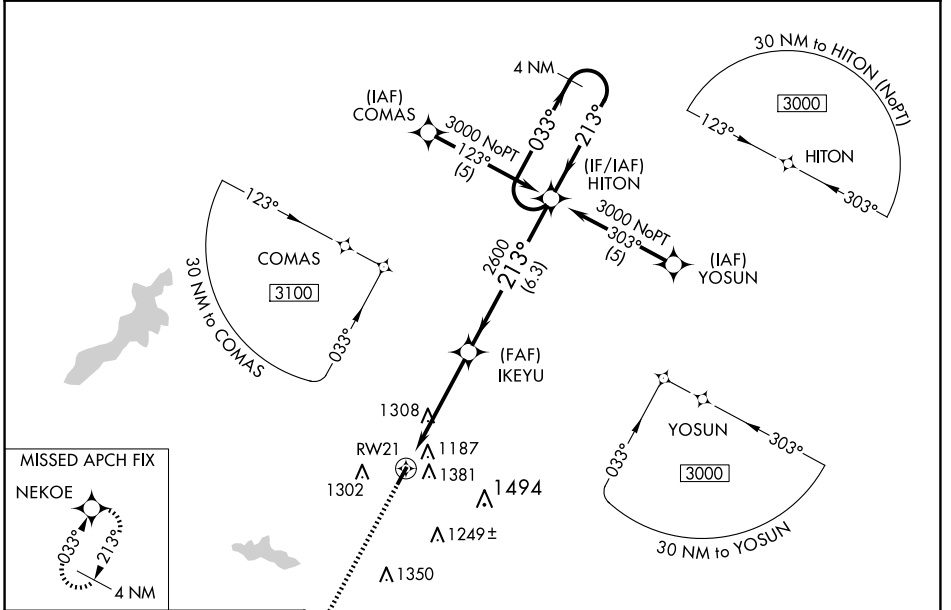 30 NM to HITON (NoPT)
3000
123°
HITON
303°
4 NM
033°
213°
(IAF)
COMAS
3000 NoPT
123°
(5)
(IF/IAF)
HITON
3000 NoPT
303°
(5)
(IAF)
YOSUN
123°
COMAS
3100
033°
30 NM to COMAS
2600
213°
(6.3)
(FAF)
IKEYU
1308
RW21
1187
1302
1381
1494
1249±
1350
YOSUN
303°
033°
3000
30 NM to YOSUN
MISSED APCH FIX
NEKOE
033°
213°
4 NM